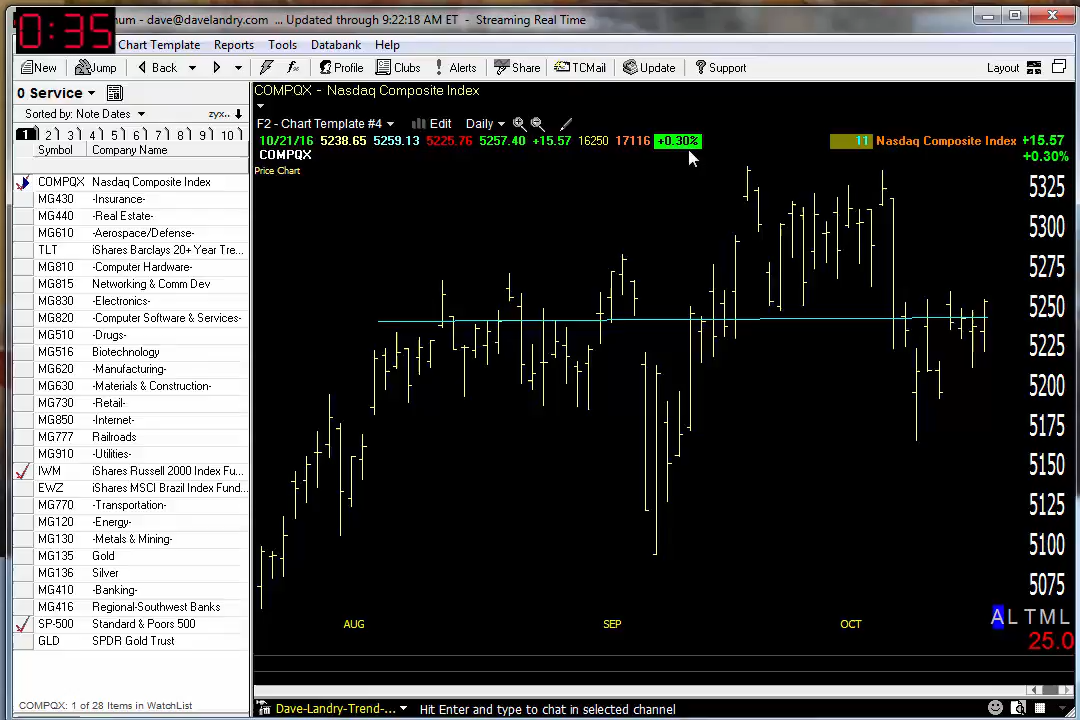 0:35
num - dave@davelandry.com ... Updated through 9:22:18 AM ET - Streaming Real Time
Chart Template Reports Tools Databank Help
New Jump Back Profile Clubs Alerts Share TCMail Update Support Layout
0 Service
Sorted by: Note Dates zyx..
1 2 3 4 5 6 7 8 9 10
Symbol Company Name
COMPQX Nasdaq Composite Index
MG430 -Insurance-
MG440 -Real Estate-
MG610 -Aerospace/Defense-
TLT iShares Barclays 20+ Year Tre...
MG810 -Computer Hardware-
MG815 Networking & Comm Dev
MG830 -Electronics-
MG820 -Computer Software & Services-
MG510 -Drugs-
MG516 Biotechnology
MG620 -Manufacturing-
MG630 -Materials & Construction-
MG730 -Retail-
MG850 -Internet-
MG777 Railroads
MG910 -Utilities-
IWM iShares Russell 2000 Index Fu...
EWZ iShares MSCI Brazil Index Fund...
MG770 -Transportation-
MG120 -Energy-
MG130 -Metals & Mining-
MG135 Gold
MG136 Silver
MG410 -Banking-
MG416 Regional-Southwest Banks
SP-500 Standard & Poors 500
GLD SPDR Gold Trust
COMPQX: 1 of 28 Items in WatchList
COMPQX - Nasdaq Composite Index
F2 - Chart Template #4 Edit Daily
10/21/16 5238.65 5259.13 5225.76 5257.40 +15.57 16250 17116 +0.30% 11 Nasdaq Composite Index +15.57
COMPQX +0.30%
Price Chart
5325
5300
5275
5250
5225
5200
5175
5150
5125
5100
5075
AUG SEP OCT
A L T M L
25.0
Dave-Landry-Trend-... Hit Enter and type to chat in selected channel